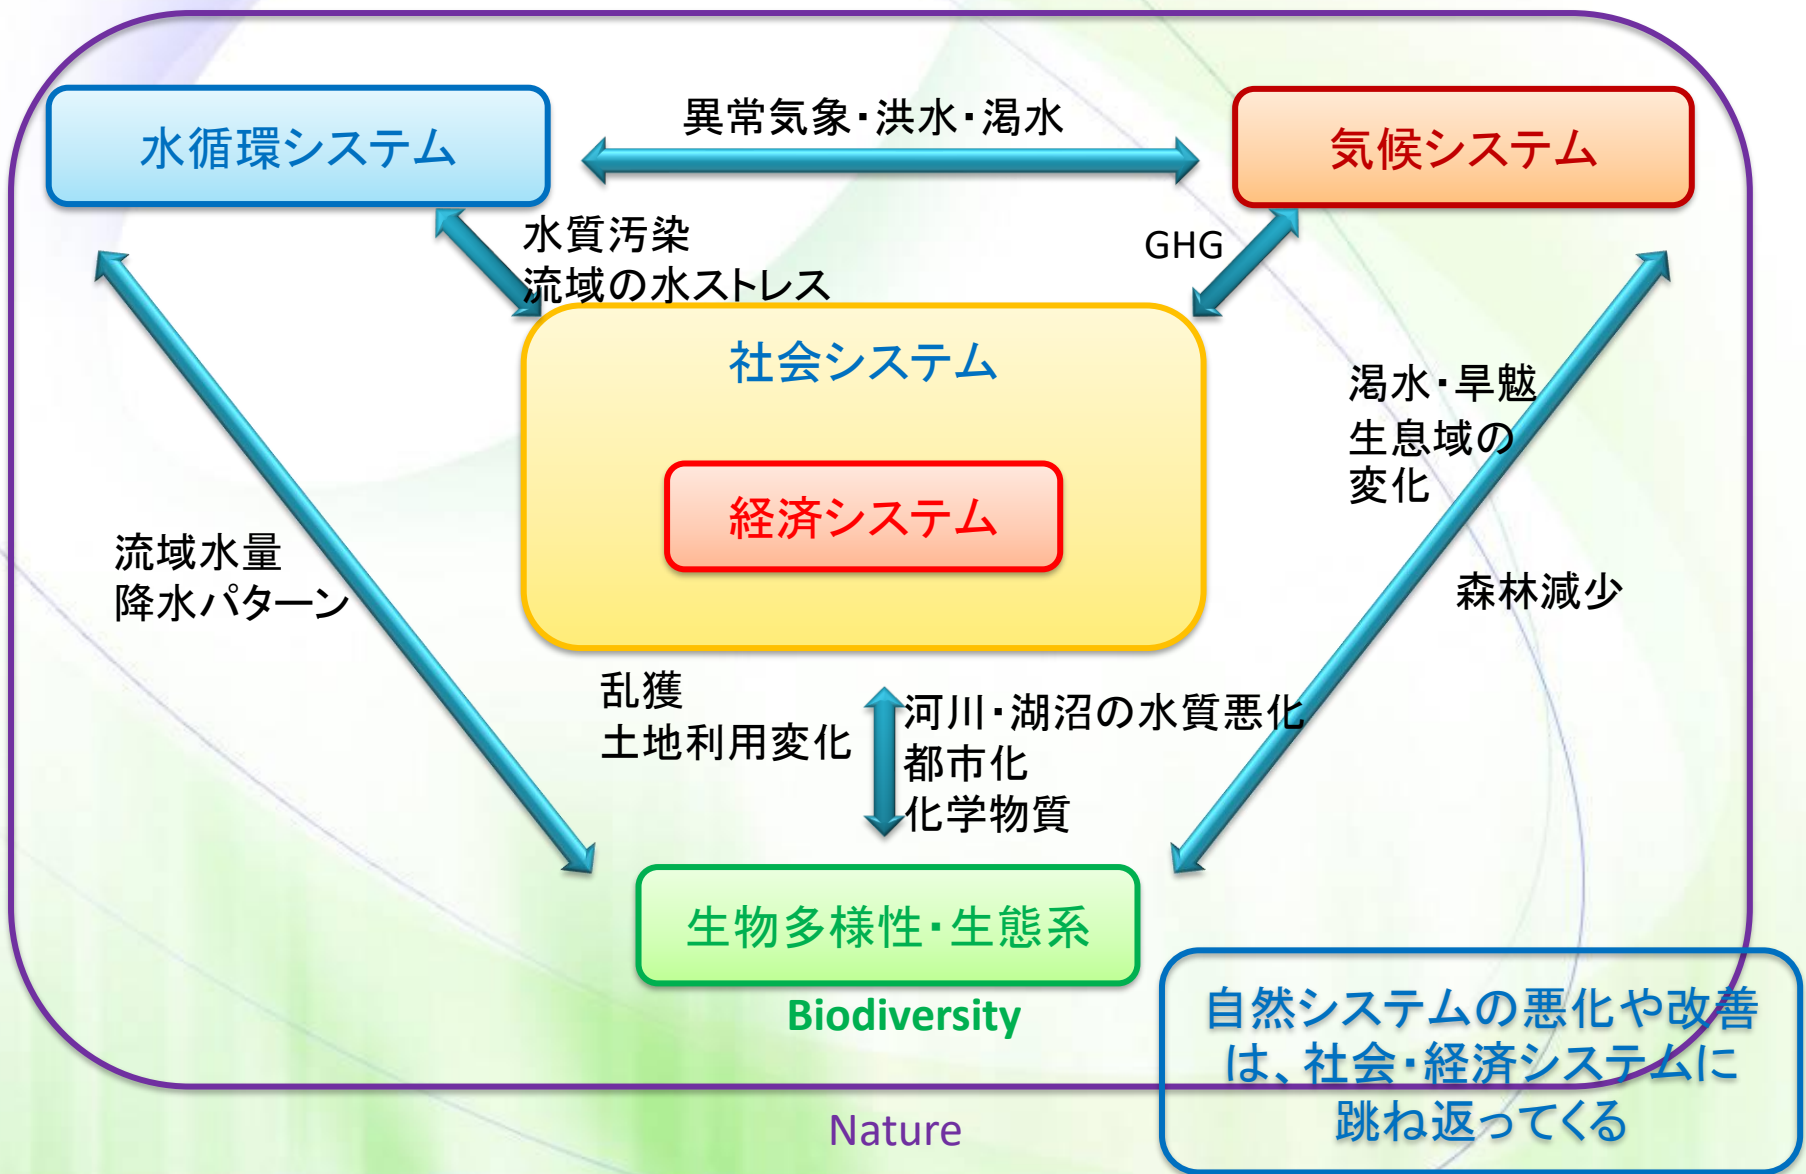 水循環システム
異常気象・洪水・渇水
気候システム
水質汚染
流域の水ストレス
GHG
社会システム
経済システム
渇水・旱魃
生息域の
変化
流域水量
降水パターン
森林減少
乱獲
土地利用変化
河川・湖沼の水質悪化
都市化
化学物質
生物多様性・生態系
Biodiversity
自然システムの悪化や改善
は、社会・経済システムに
跳ね返ってくる
Nature